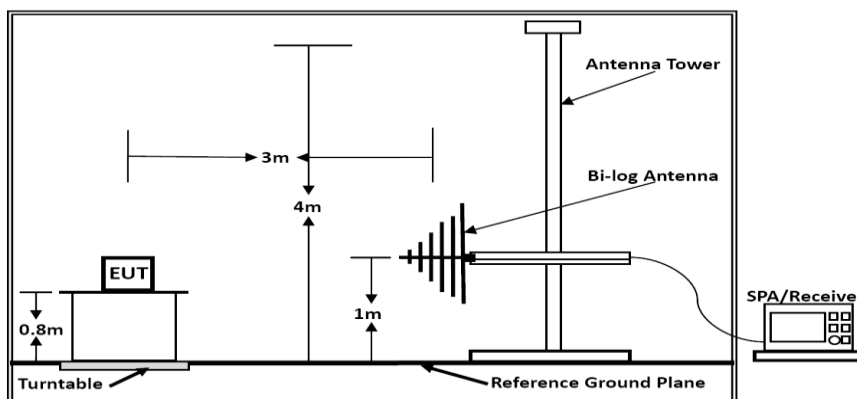 Antenna Tower
3m
Bi-log Antenna
4m
EUT
SPA/Receive
0.8m
1m
Turntable
Reference Ground Plane